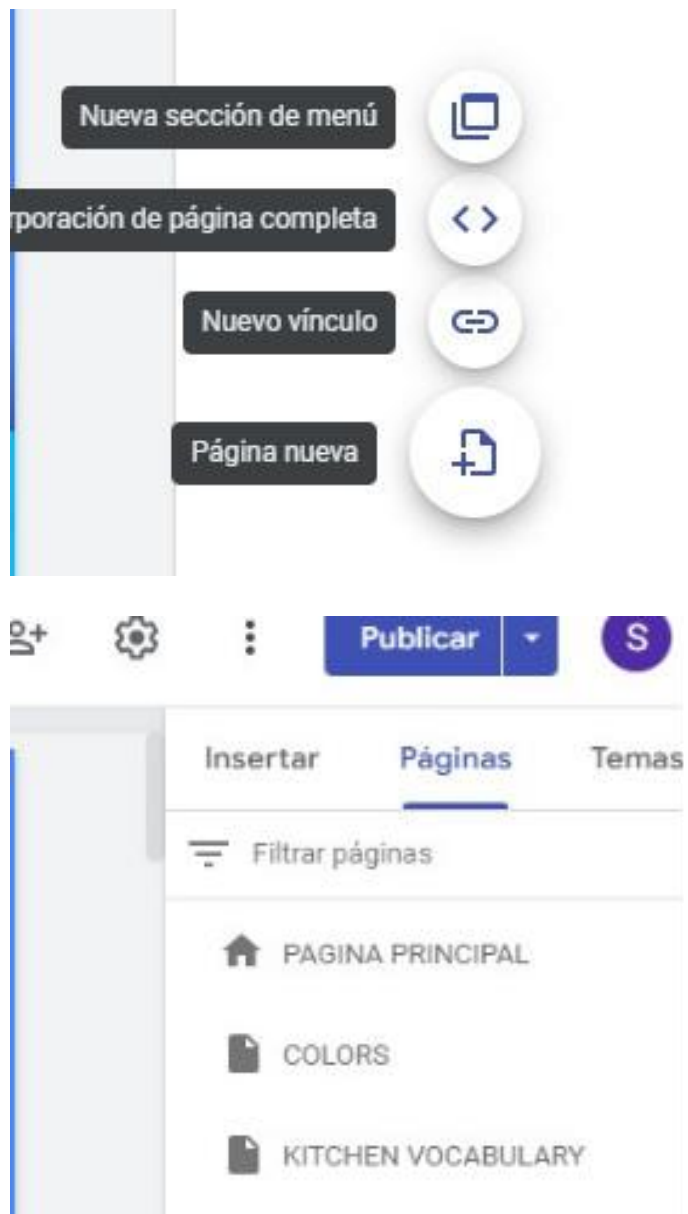 Nueva sección de menú
rporación de página completa
Nuevo vínculo
Página nueva
Publicar S
Insertar Páginas Temas
Filtrar páginas
PAGINA PRINCIPAL
COLORS
KITCHEN VOCABULARY